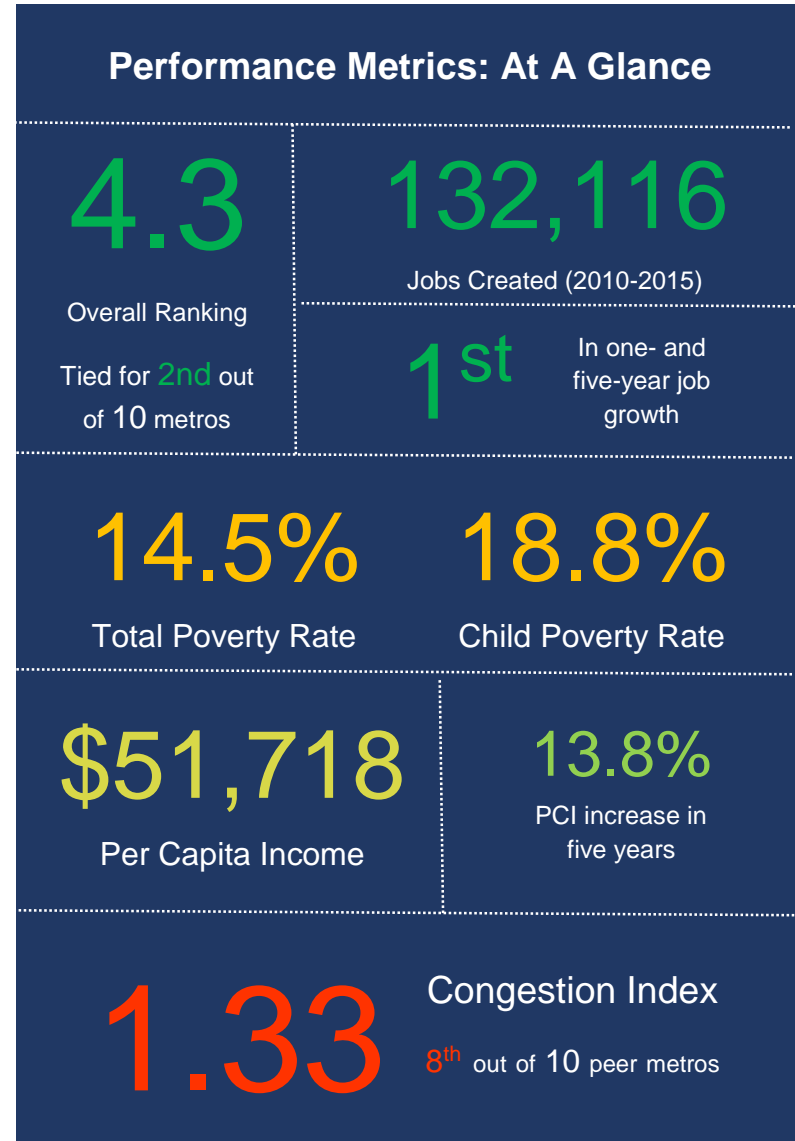 Performance Metrics: At A Glance
4.3
Overall Ranking
Tied for 2nd out
of 10 metros
132,116
Jobs Created (2010-2015)
1st
In one- and
five-year job
growth
14.5%
Total Poverty Rate
18.8%
Child Poverty Rate
$51,718
Per Capita Income
13.8%
PCI increase in
five years
1.33
Congestion Index
8th out of 10 peer metros